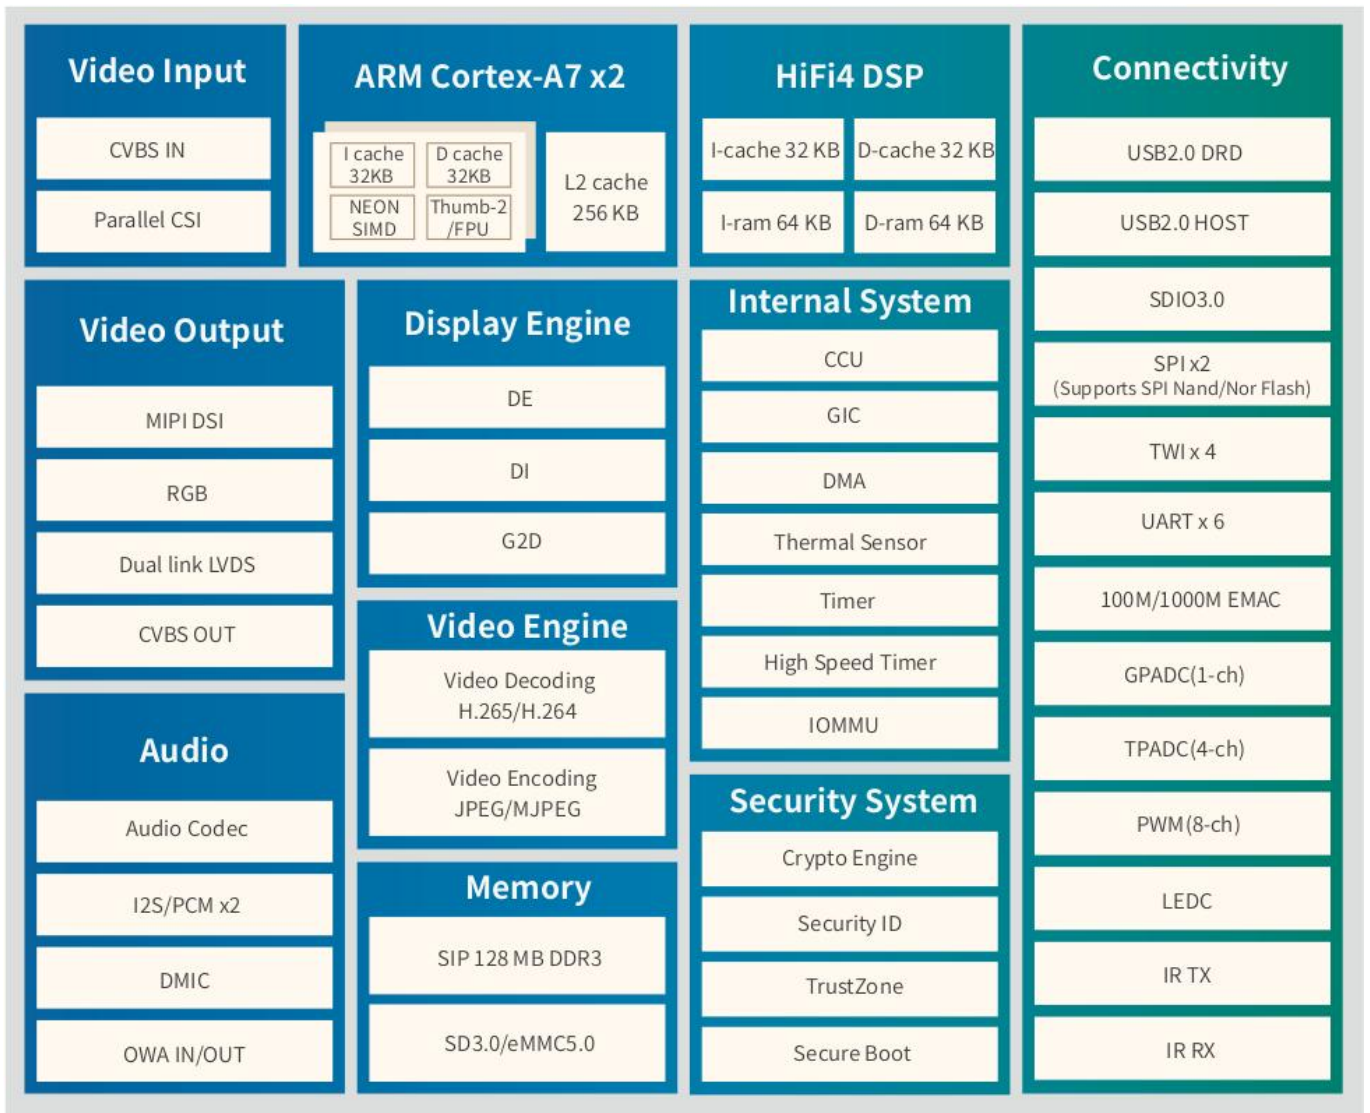 Video Input
CVBS IN
Parallel CSI
ARM Cortex-A7 x2
I cache
32KB
D cache
32KB
NEON
SIMD
Thumb-2
/FPU
L2 cache
256 KB
HiFi4 DSP
I-cache 32 KB
D-cache 32 KB
I-ram 64 KB
D-ram 64 KB
Connectivity
USB2.0 DRD
USB2.0 HOST
SDIO3.0
SPI x2
(Supports SPI Nand/Nor Flash)
TWI x 4
UART x 6
100M/1000M EMAC
GPADC(1-ch)
TPADC(4-ch)
PWM(8-ch)
LEDC
IR TX
IR RX
Video Output
MIPI DSI
RGB
Dual link LVDS
CVBS OUT
Display Engine
DE
DI
G2D
Internal System
CCU
GIC
DMA
Thermal Sensor
Timer
High Speed Timer
IOMMU
Video Engine
Video Decoding
H.265/H.264
Video Encoding
JPEG/MJPEG
Audio
Audio Codec
I2S/PCM x2
DMIC
OWA IN/OUT
Memory
SIP 128 MB DDR3
SD3.0/eMMC5.0
Security System
Crypto Engine
Security ID
TrustZone
Secure Boot